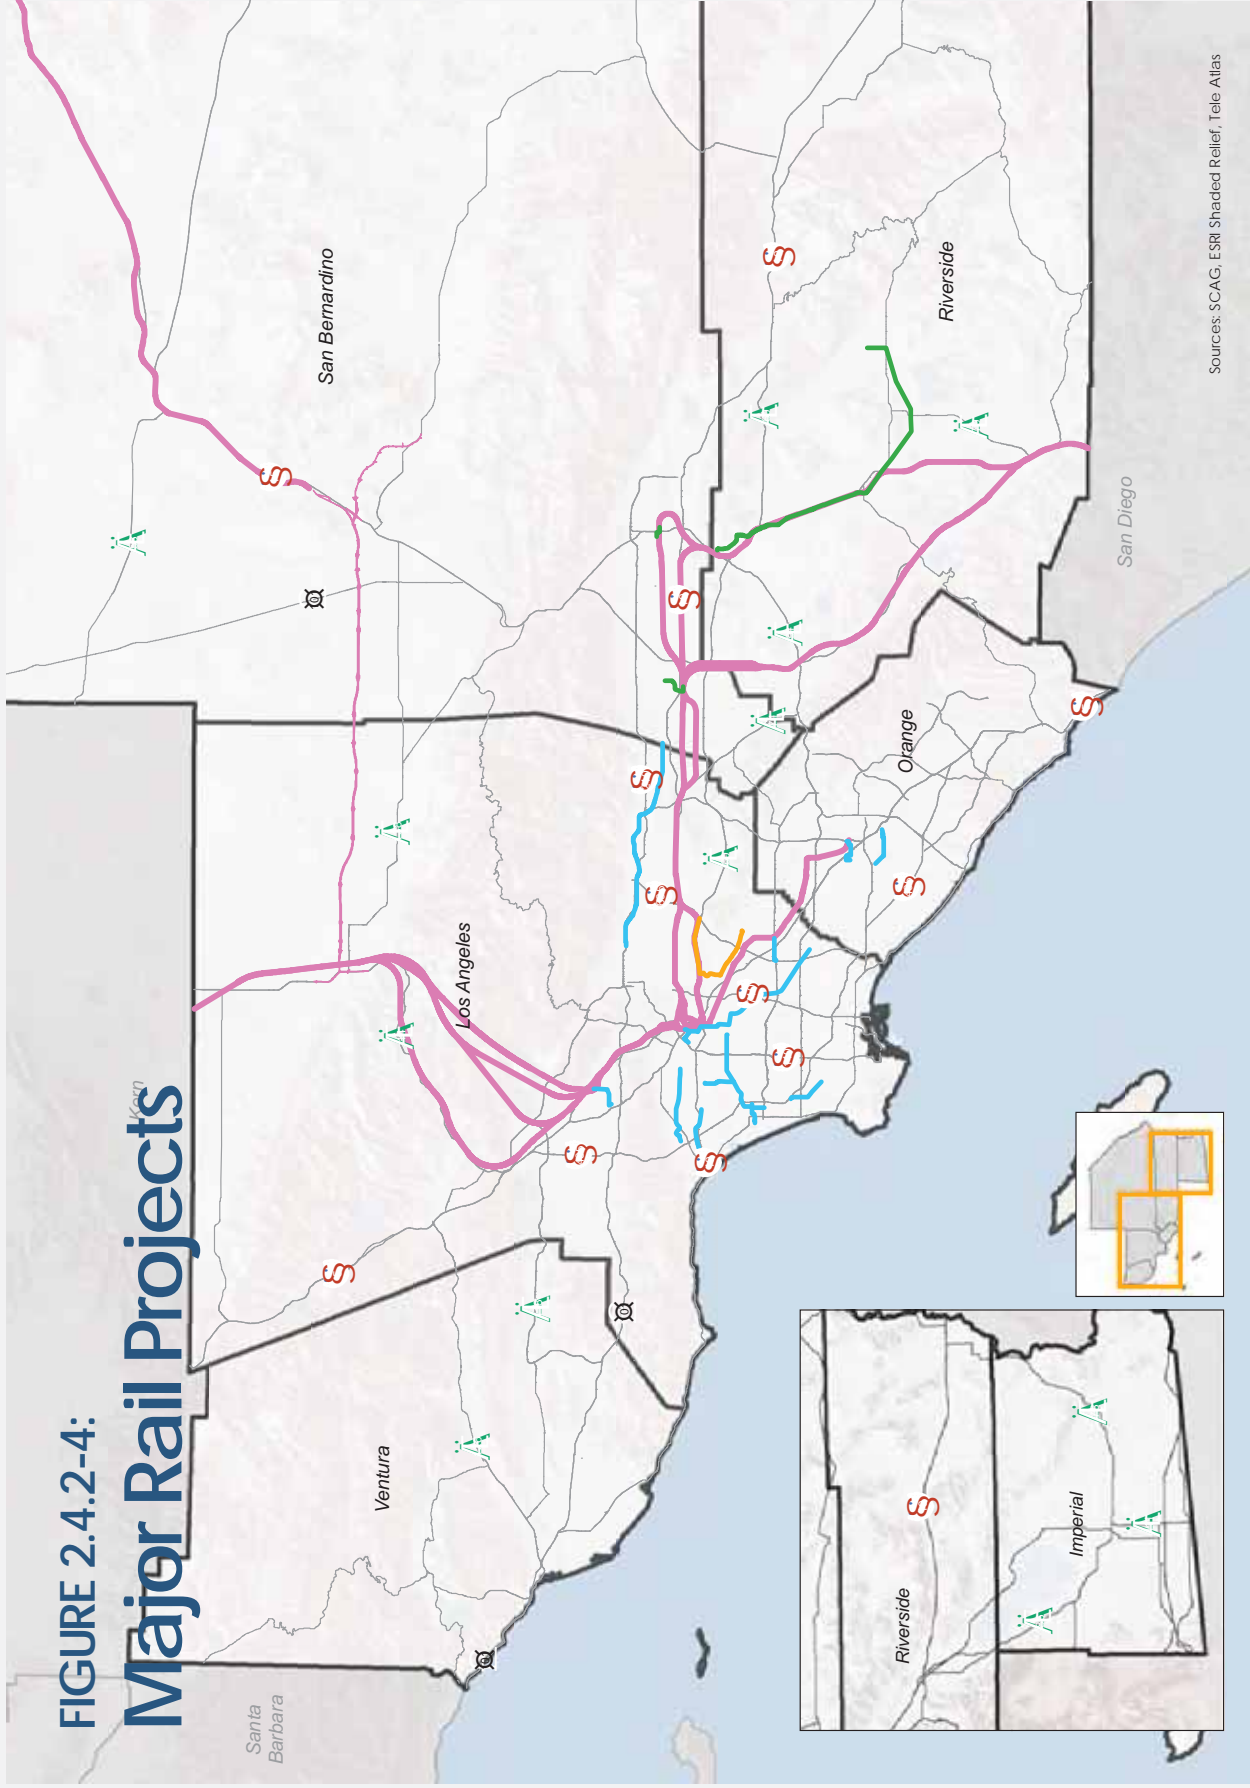 FIGURE 2.4.2-4:
Major Rail Projects
Kern
Santa
Barbara
Ventura
Los Angeles
San Bernardino
Orange
Riverside
San Diego
Riverside
Imperial
Sources: SCAG, ESRI Shaded Relief, Tele Atlas